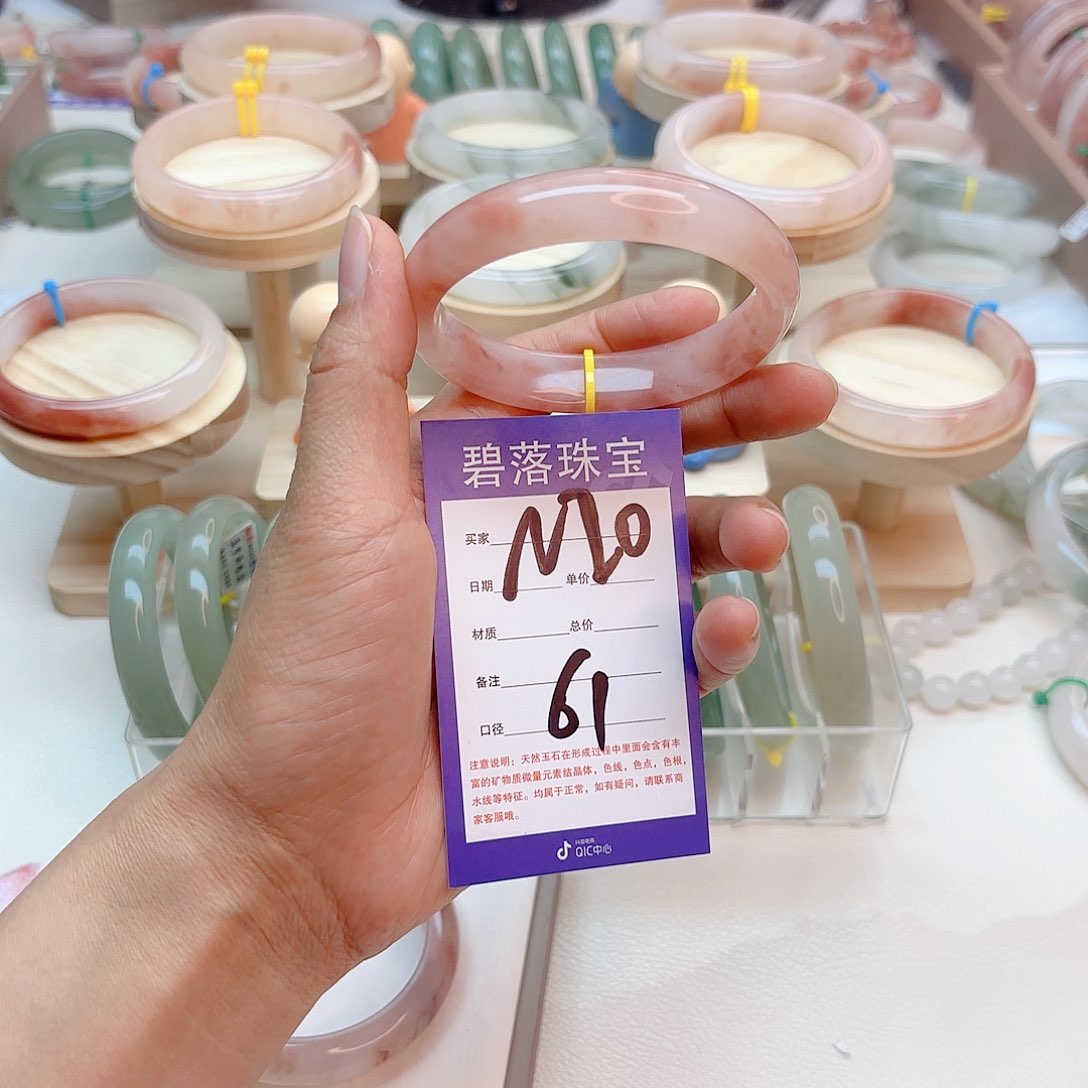 碧落珠宝
买家
日期 单价
材质 总价
备注
61
口径
注意说明：天然玉石在形成过程中里面会含有丰
富的矿物质微量元素结晶体，色线，色点，色根，
水线等特征。均属于正常，如有疑问，请联系商
家客服哦。
抖音电商
QIC中心